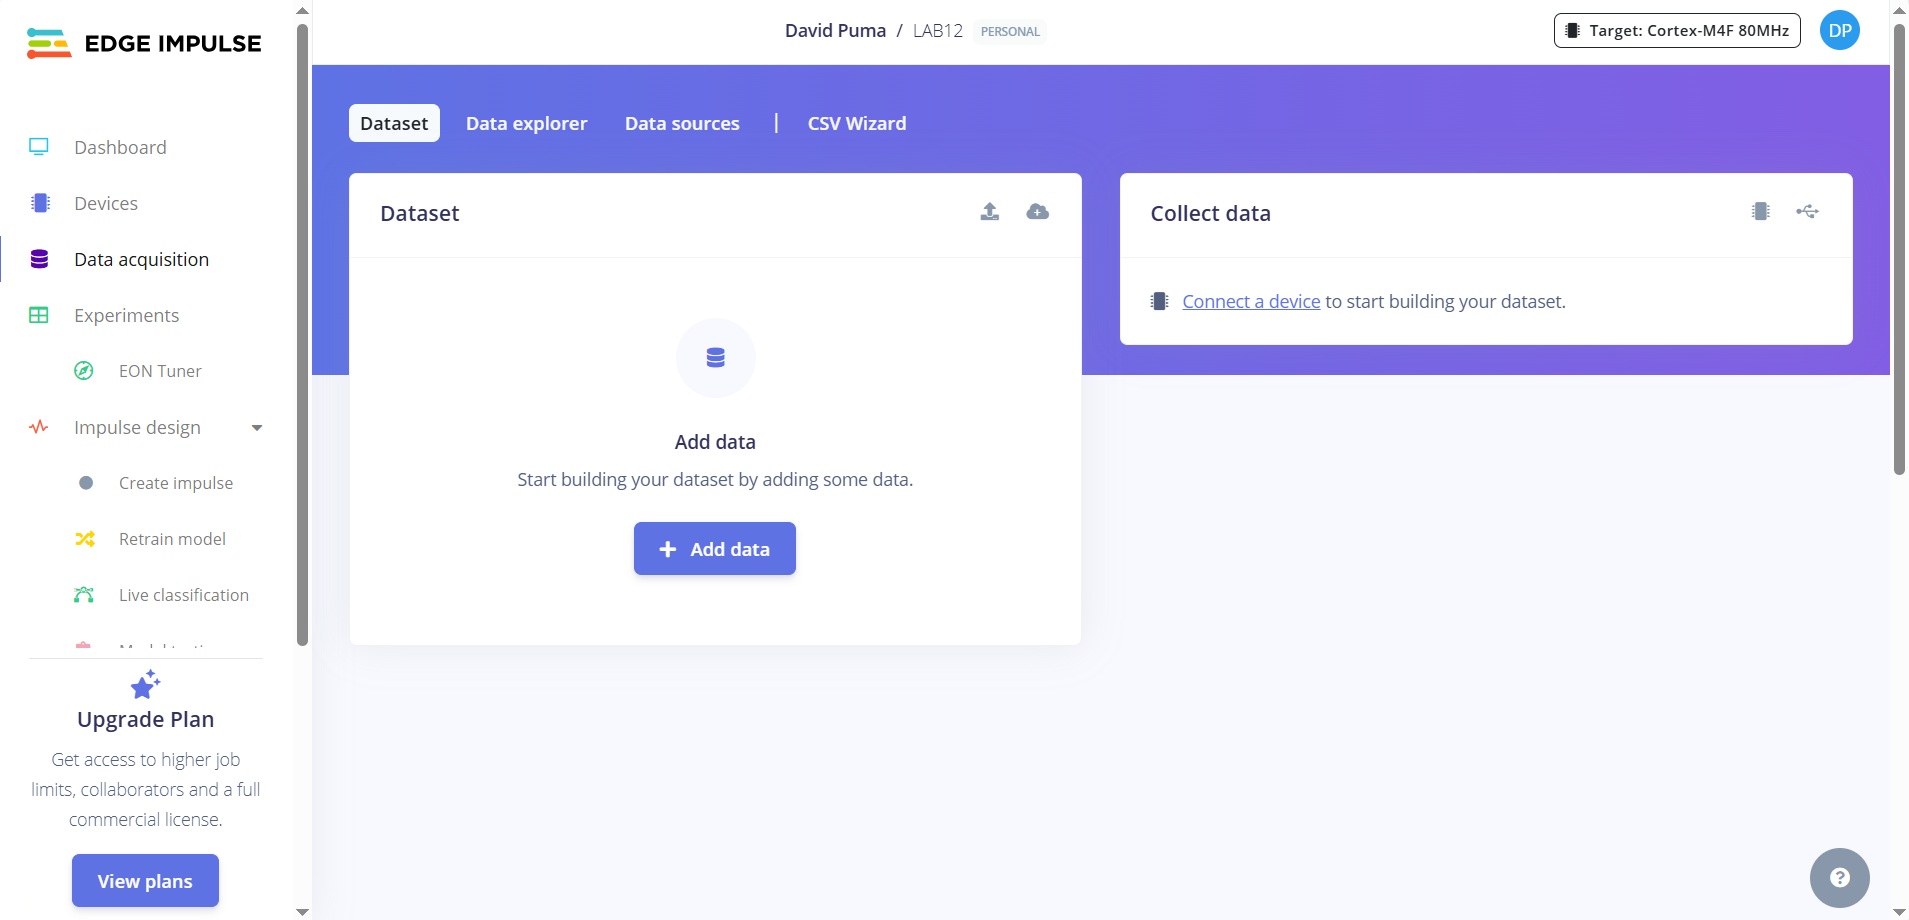 EDGE IMPULSE
David Puma / LAB12 PERSONAL
Target: Cortex-M4F 80MHz
DP
Dashboard
Devices
Data acquisition
Experiments
EON Tuner
Impulse design
Create impulse
Retrain model
Live classification
Upgrade Plan
Get access to higher job
limits, collaborators and a full
commercial license.
View plans
Dataset
Data explorer
Data sources
|
CSV Wizard
Dataset
Add data
Start building your dataset by adding some data.
+ Add data
Collect data
Connect a device to start building your dataset.
?